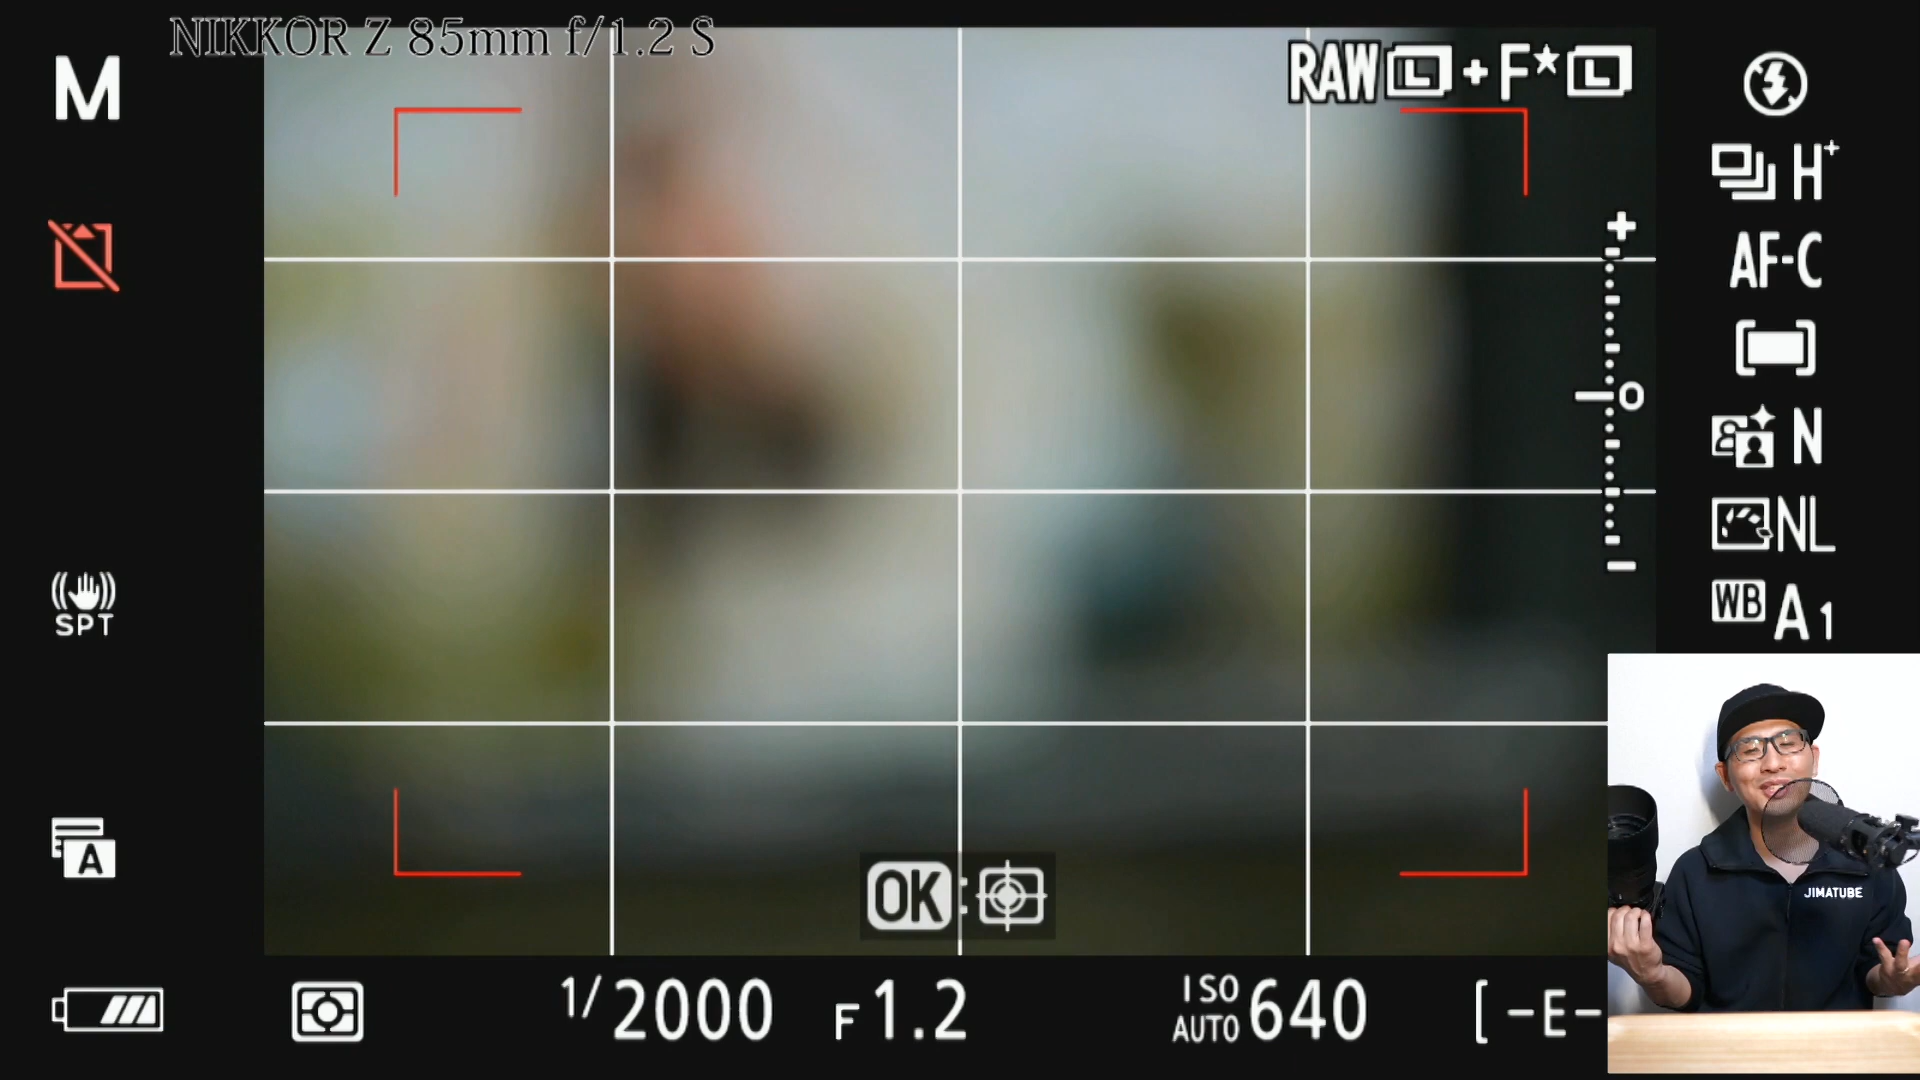 NIKKOR Z 85mm f/1.2 S
M
RAW L + F★ L
H+
AF-C
N
NL
WB A1
SPT
A
OK :
1/2000 F1.2 ISO AUTO 640 [ -E-
+
0
-
JIMATUBE